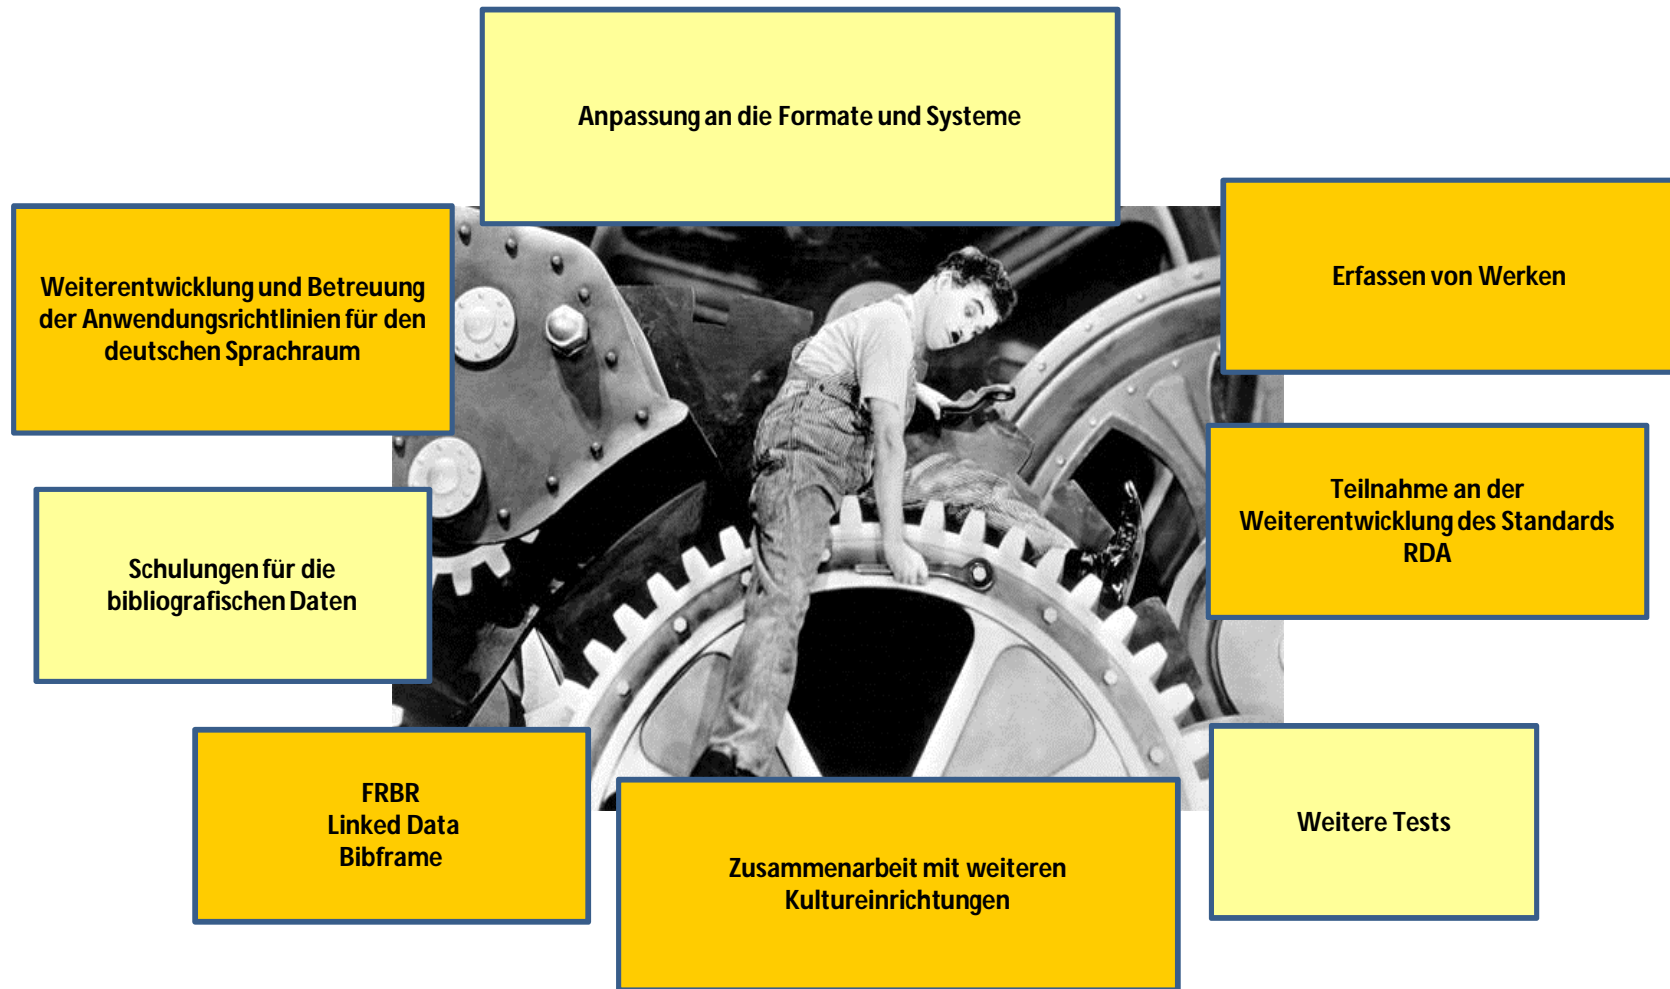 Anpassung an die Formate und Systeme
Weiterentwicklung und Betreuung
der Anwendungsrichtlinien für den
deutschen Sprachraum
Erfassen von Werken
Teilnahme an der
Weiterentwicklung des Standards
RDA
Schulungen für die
bibliografischen Daten
FRBR
Linked Data
Bibframe
Zusammenarbeit mit weiteren
Kultureinrichtungen
Weitere Tests